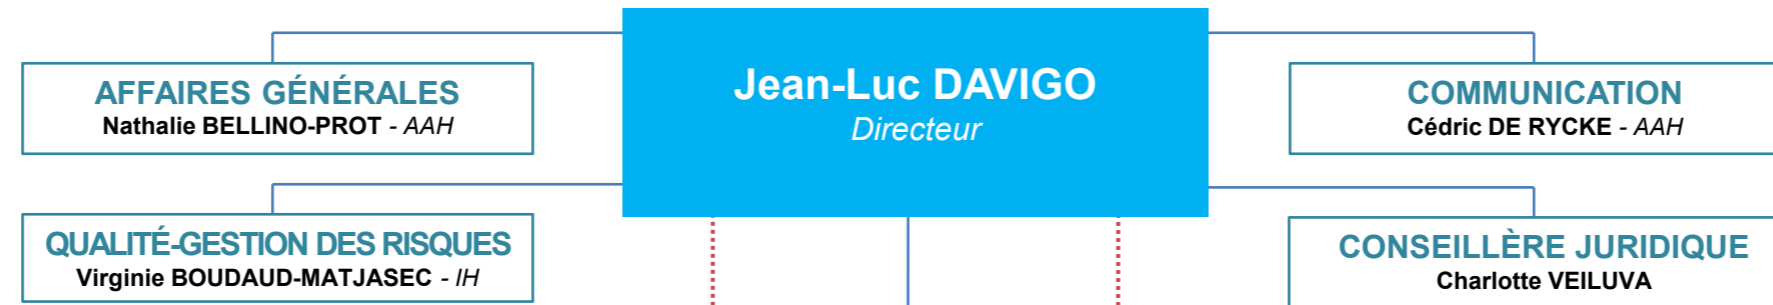 Jean-Luc DAVIGO
Directeur
AFFAIRES GÉNÉRALES
Nathalie BELLINO-PROT - AAH
COMMUNICATION
Cédric DE RYCKE - AAH
QUALITÉ-GESTION DES RISQUES
Virginie BOUDAUD-MATJASEC - IH
CONSEILLÈRE JURIDIQUE
Charlotte VEILUVA